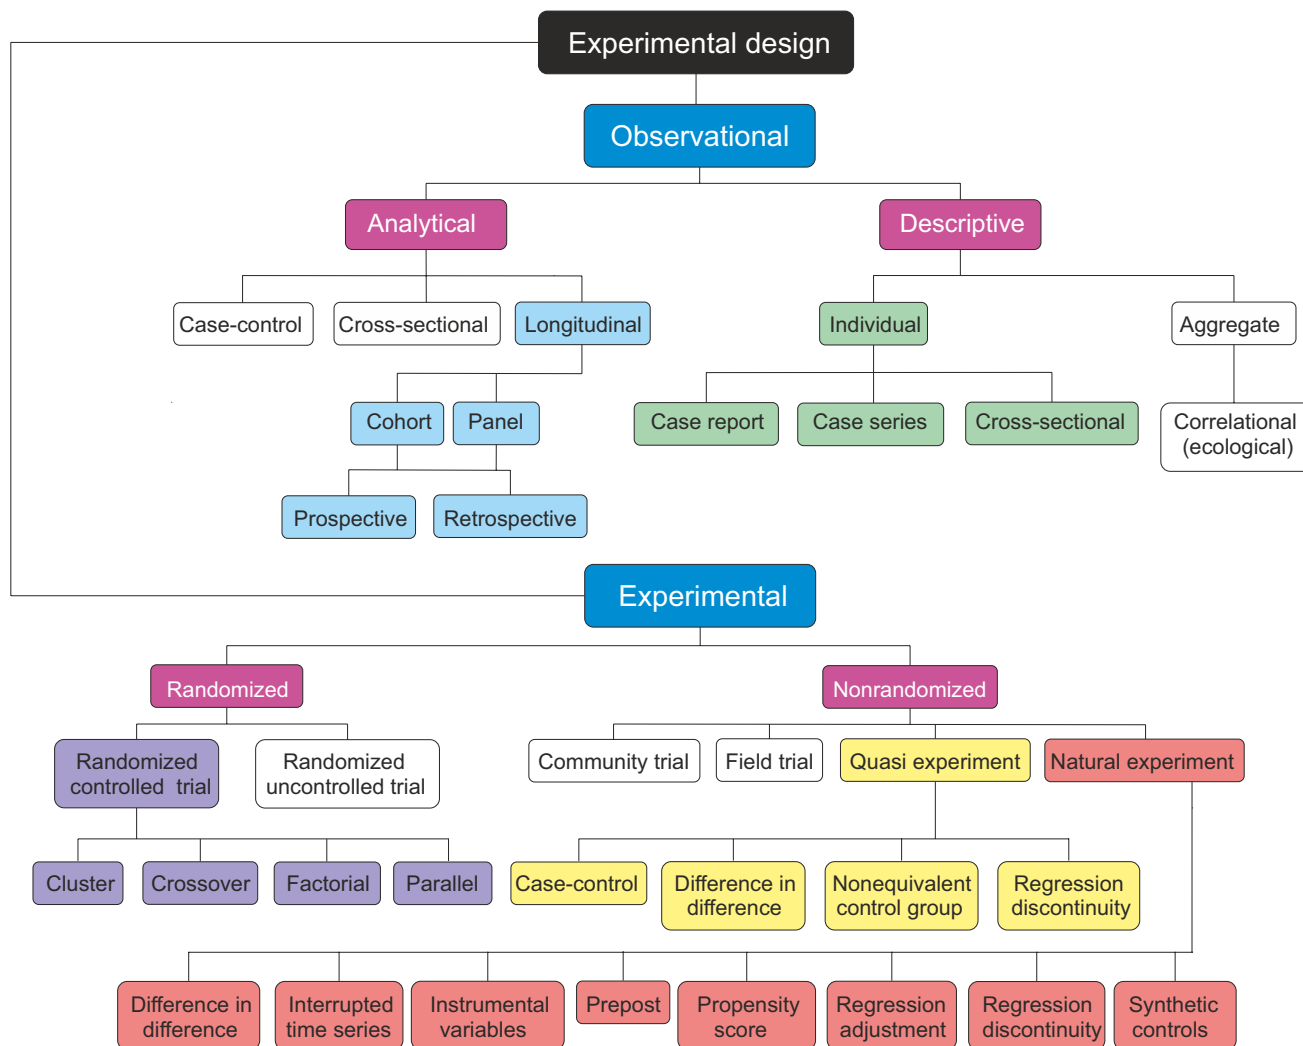 Experimental design
Observational
Analytical
Descriptive
Case-control
Cross-sectional
Longitudinal
Individual
Aggregate
Cohort
Panel
Case report
Case series
Cross-sectional
Correlational
(ecological)
Prospective
Retrospective
Experimental
Randomized
Nonrandomized
Randomized
controlled trial
Randomized
uncontrolled trial
Community trial
Field trial
Quasi experiment
Natural experiment
Cluster
Crossover
Factorial
Parallel
Case-control
Difference in
difference
Nonequivalent
control group
Regression
discontinuity
Difference in
difference
Interrupted
time series
Instrumental
variables
Prepost
Propensity
score
Regression
adjustment
Regression
discontinuity
Synthetic
controls